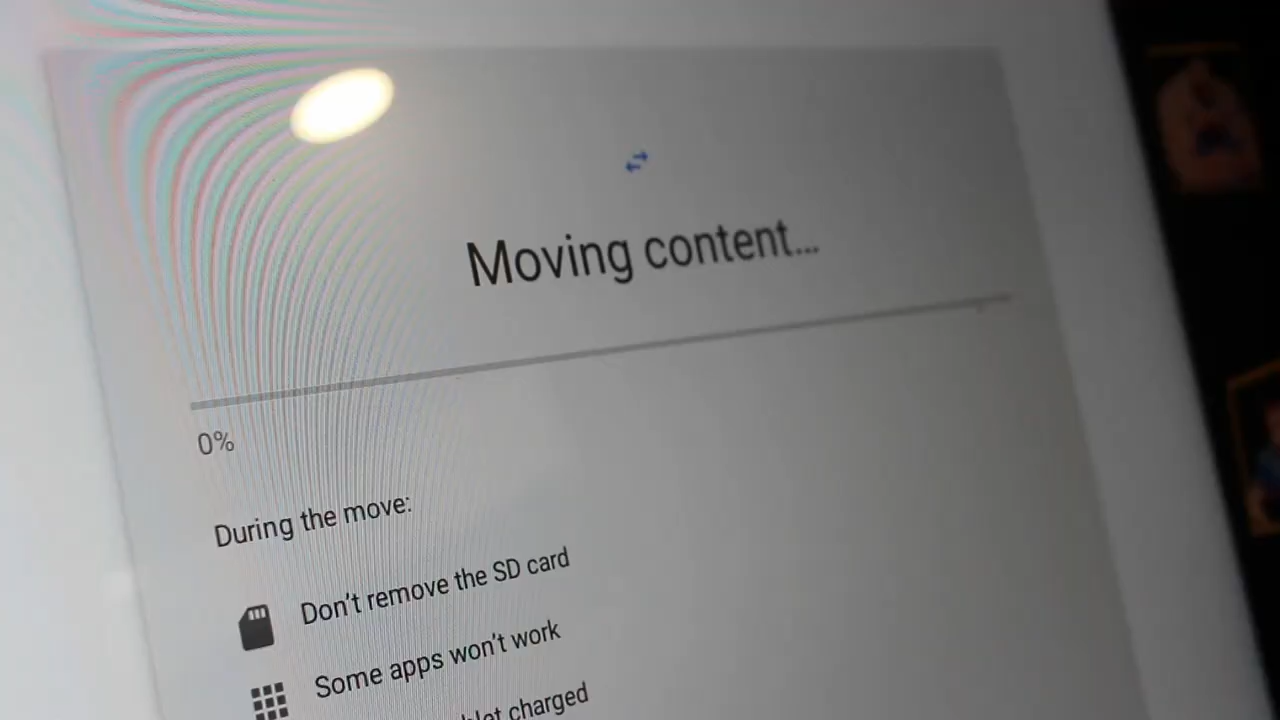 Moving content...
0%
During the move:
Don't remove the SD card
Some apps won't work
charged